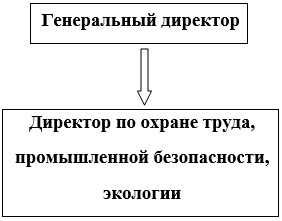 Генеральный директор
Директор по охране труда,
промышленной безопасности,
экологии